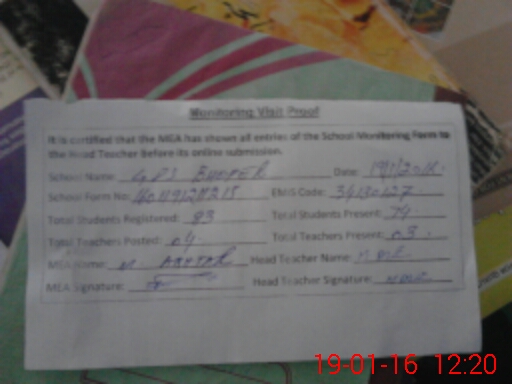 Monitoring Visit Proof
It is certified that the MEA has shown all entries of the School Monitoring Form to
the Head Teacher before its online submission.
School Name: GPS Date: 19/1/2016
School Form No: EMIS Code: 34130127
Total Students Registered: 93 Total Students Present: 79
Total Teachers Posted: 04 Total Teachers Present: 03
MEA Name: M Head Teacher Name:
MEA Signature: Head Teacher Signature:
19-01-16 12:20